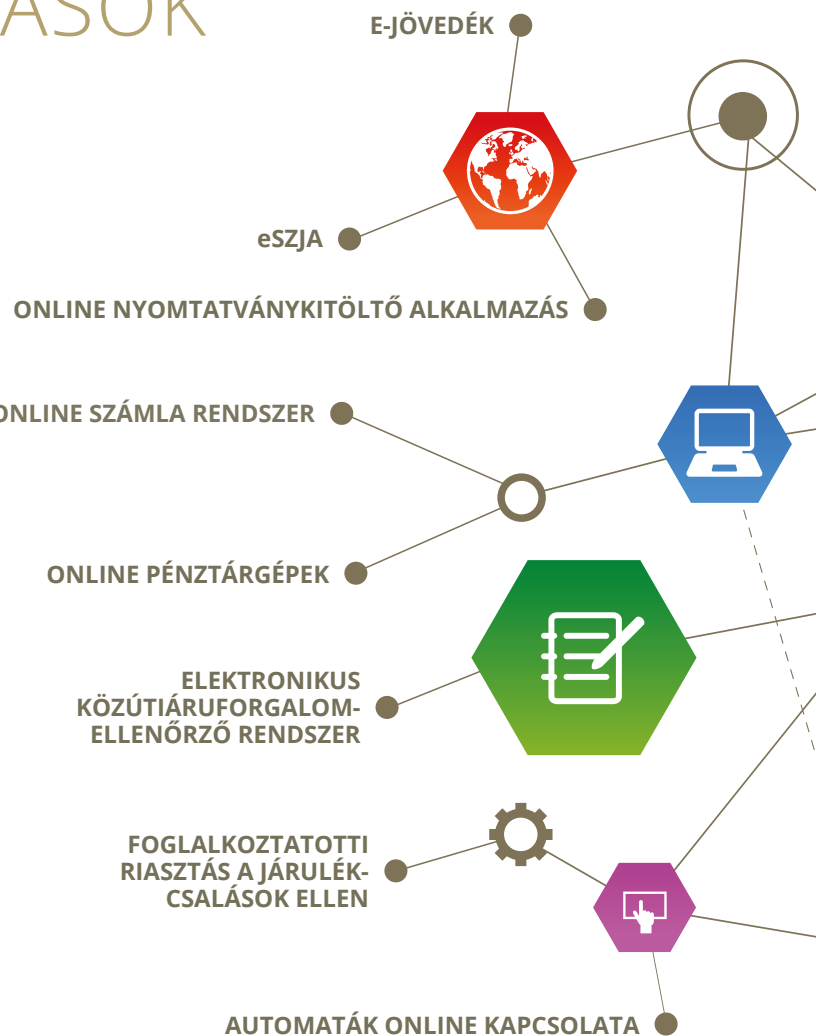 ÁSOK
E-JÖVEDÉK
eSZJA
ONLINE NYOMTATVÁNYKITÖLTŐ ALKALMAZÁS
ONLINE SZÁMLA RENDSZER
ONLINE PÉNZTÁRGÉPEK
ELEKTRONIKUS
KÖZÚTIÁRUFORGALOM-
ELLENŐRZŐ RENDSZER
FOGLALKOZTATOTTI
RIASZTÁS A JÁRULÉK-
CSALÁSOK ELLEN
AUTOMATÁK ONLINE KAPCSOLATA